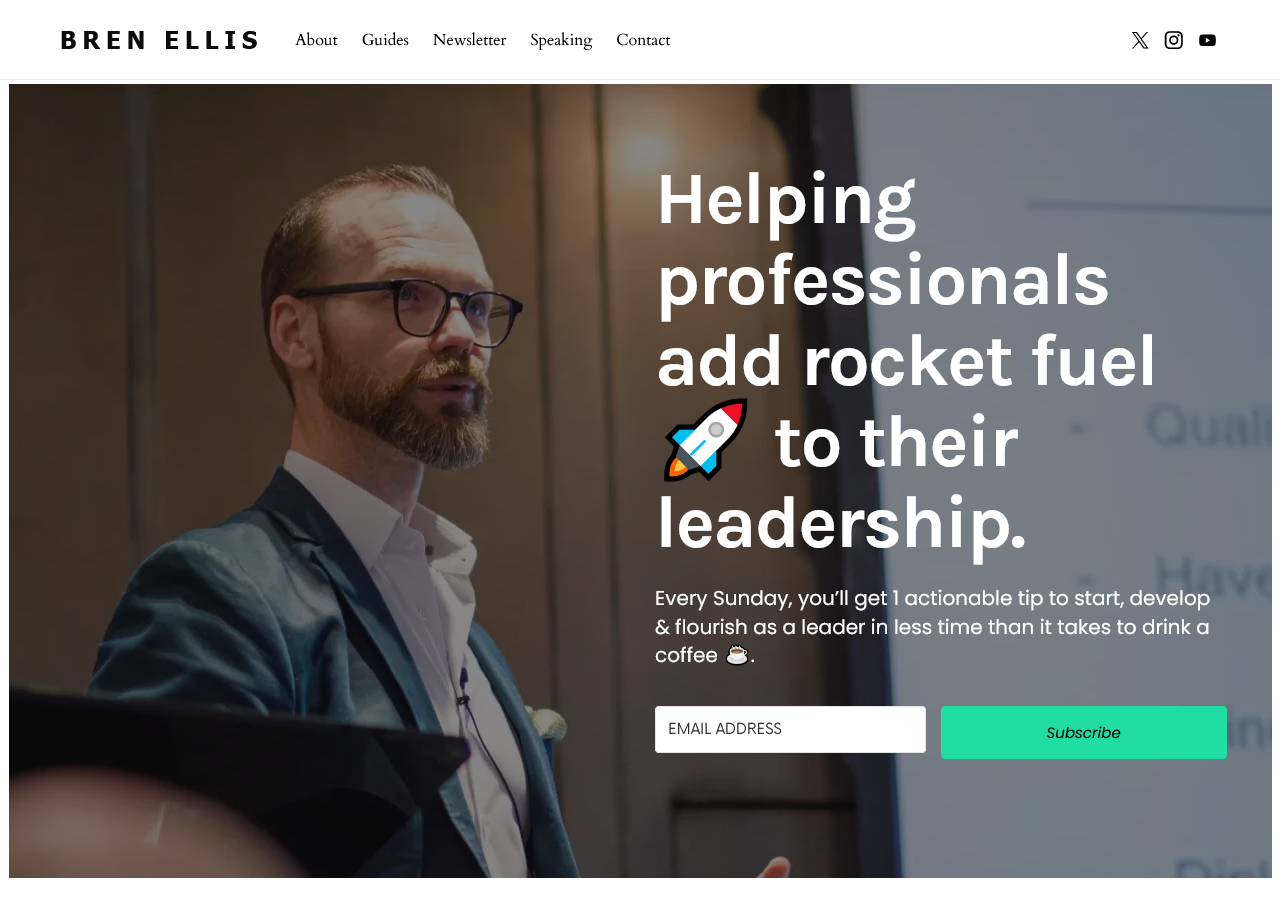 BREN ELLIS
About Guides Newsletter Speaking Contact
Helping
professionals
add rocket fuel
🚀 to their
leadership.
Every Sunday, you’ll get 1 actionable tip to start, develop
& flourish as a leader in less time than it takes to drink a
coffee ☕.
EMAIL ADDRESS
Subscribe
- Quali
- Have